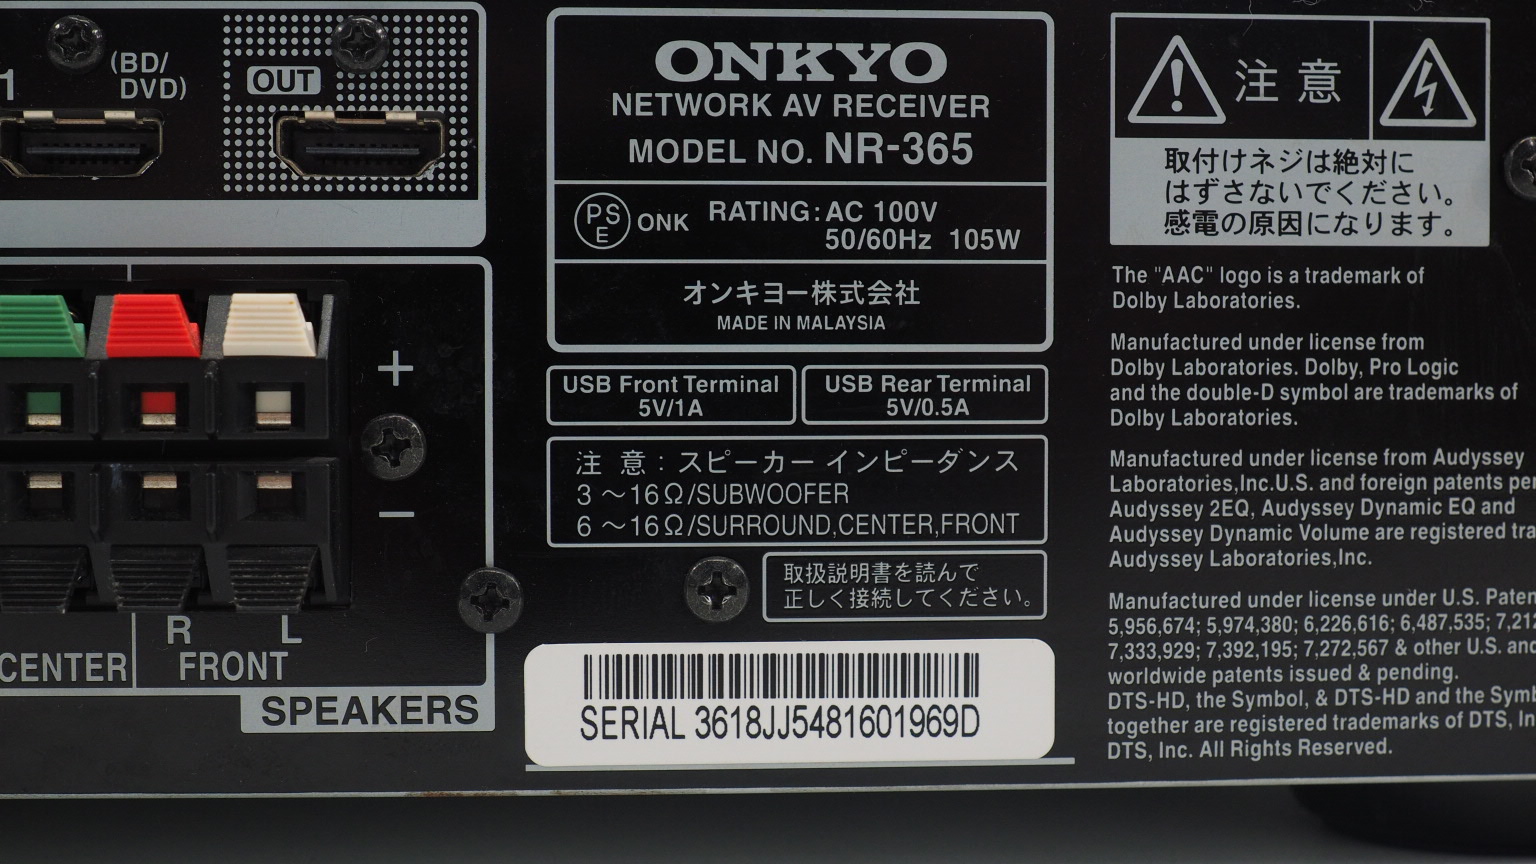 1
(BD/
DVD)
OUT
+
−
R L
CENTER FRONT
SPEAKERS
ONKYO
NETWORK AV RECEIVER
MODEL NO. NR-365
PS
E
ONK
RATING: AC 100V
50/60Hz 105W
オンキヨー株式会社
MADE IN MALAYSIA
USB Front Terminal
5V/1A
USB Rear Terminal
5V/0.5A
注 意 : スピーカー インピーダンス
3 ～16Ω/SUBWOOFER
6 ～16Ω/SURROUND,CENTER,FRONT
取扱説明書を読んで
正しく接続してください。
SERIAL 3618JJ5481601969D
注 意
取付けネジは絶対に
はずさないでください。
感電の原因になります。
The "AAC" logo is a trademark of
Dolby Laboratories.
Manufactured under license from
Dolby Laboratories. Dolby, Pro Logic
and the double-D symbol are trademarks of
Dolby Laboratories.
Manufactured under license from Audyssey
Laboratories,Inc.U.S. and foreign patents
Audyssey 2EQ, Audyssey Dynamic EQ and
Audyssey Dynamic Volume are registered
Audyssey Laboratories,Inc.
Manufactured under license under U.S.
5,956,674; 5,974,380; 6,226,616; 6,487,535;
7,333,929; 7,392,195; 7,272,567 & other U.S. and
worldwide patents issued & pending.
DTS-HD, the Symbol, & DTS-HD and the
together are registered trademarks of DTS,
DTS, Inc. All Rights Reserved.